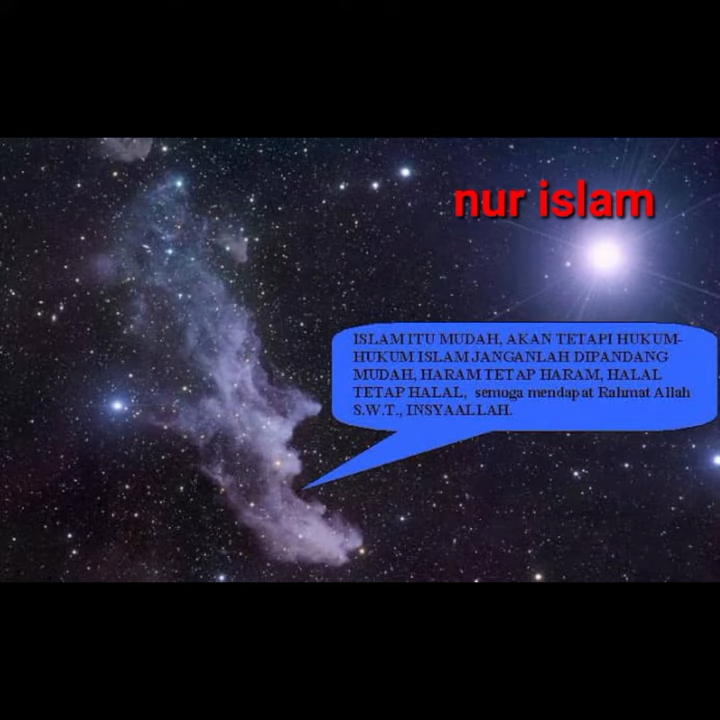 nur islam
ISLAM ITU MUDAH, AKAN TETAPI HUKUM-
HUKUM ISLAM JANGANLAH DIPANDANG
MUDAH, HARAM TETAP HARAM, HALAL
TETAP HALAL, semoga mendapat Rahmat Allah
S.W.T., INSYAALLAH.